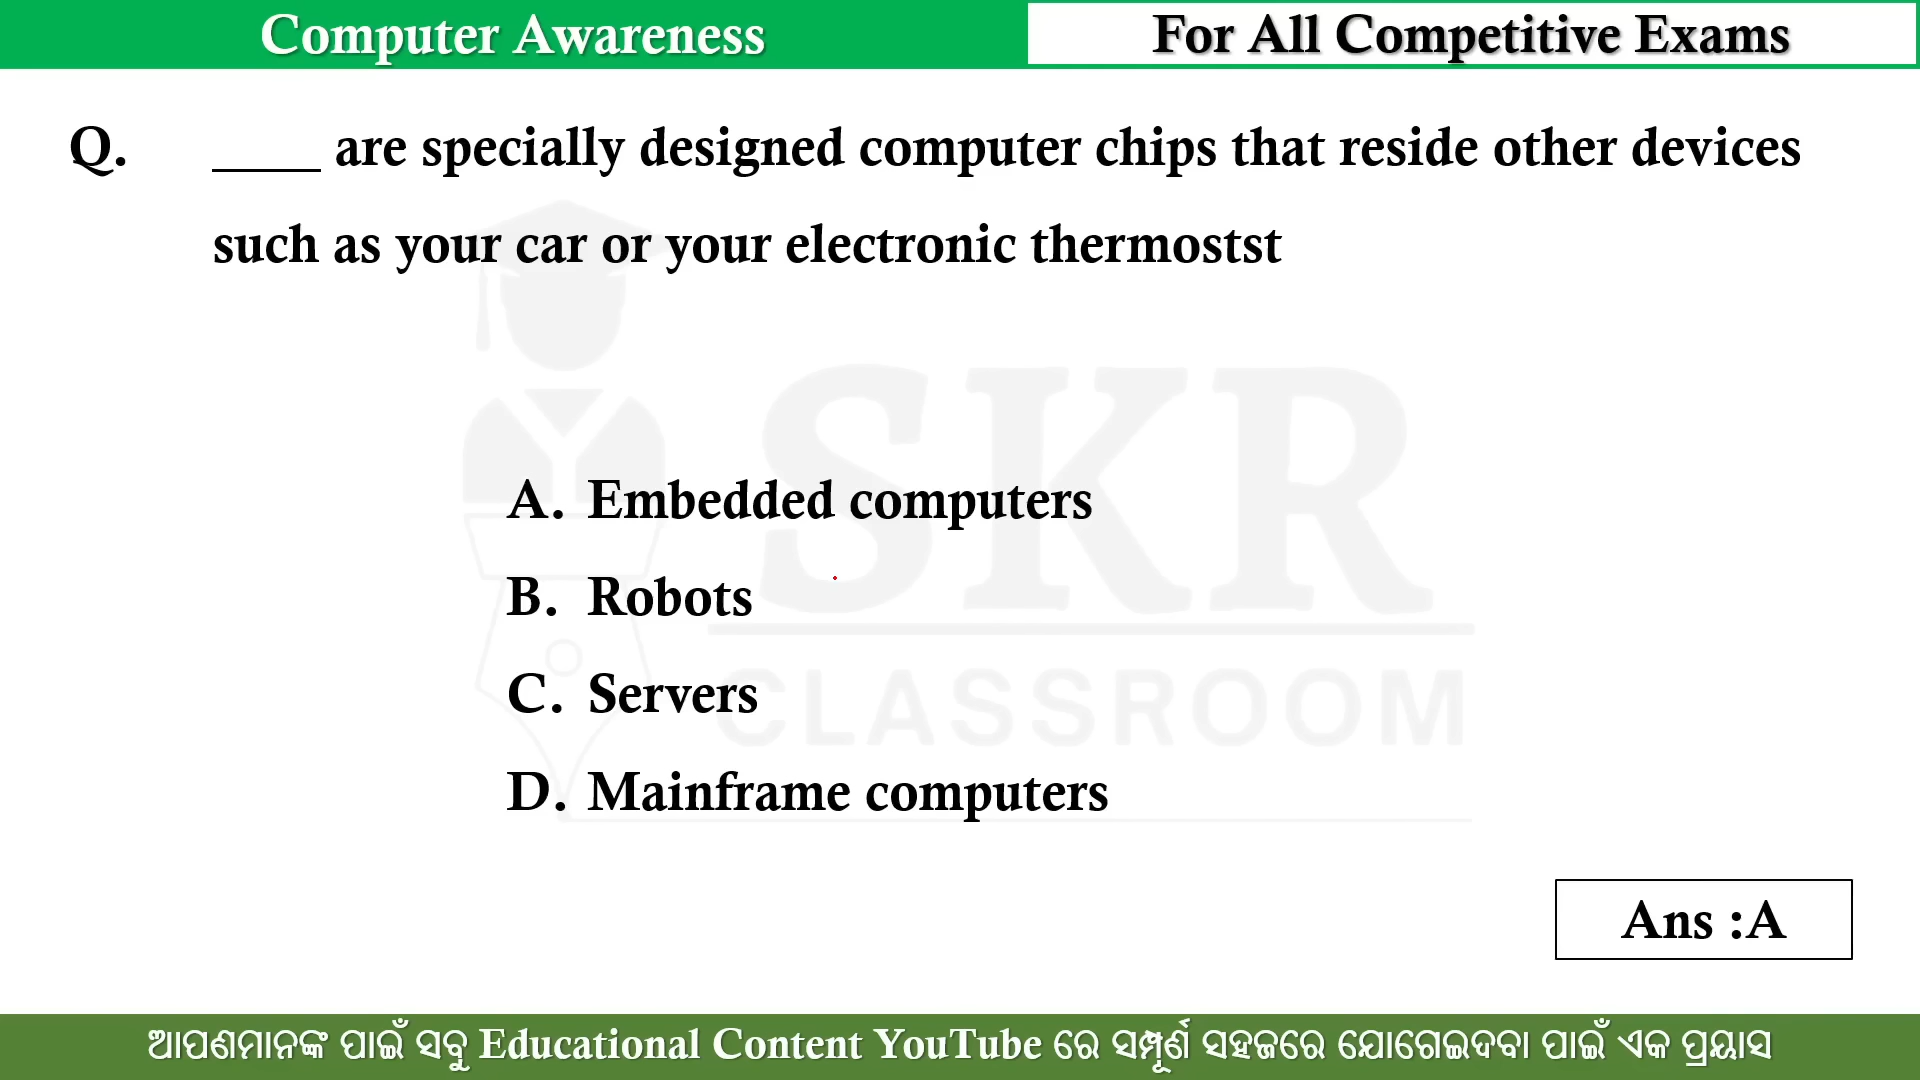 Computer Awareness
For All Competitive Exams
Q. ____ are specially designed computer chips that reside other devices
such as your car or your electronic thermostst
SKR
CLASSROOM
A. Embedded computers
B. Robots
C. Servers
D. Mainframe computers
Ans :A
ଆପଣମାନଙ୍କ ପାଇଁ ସବୁ Educational Content YouTube ରେ ସମ୍ପୂର୍ଣ ସହଜରେ ଯୋଗେଇଦବା ପାଇଁ ଏକ ପ୍ରୟାସ